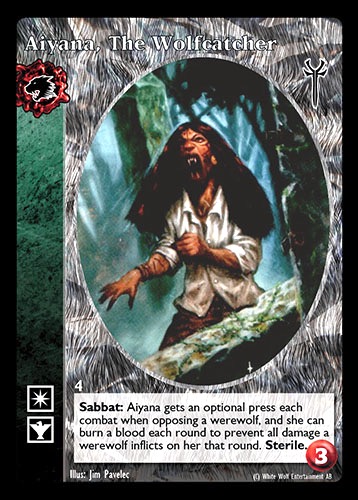 Aiyana, The Wolfcatcher
4
Sabbat: Aiyana gets an optional press each
combat when opposing a werewolf, and she can
burn a blood each round to prevent all damage a
werewolf inflicts on her that round. Sterile.
3
Illus: Jim Pavelec
(C) White Wolf Entertainment AB